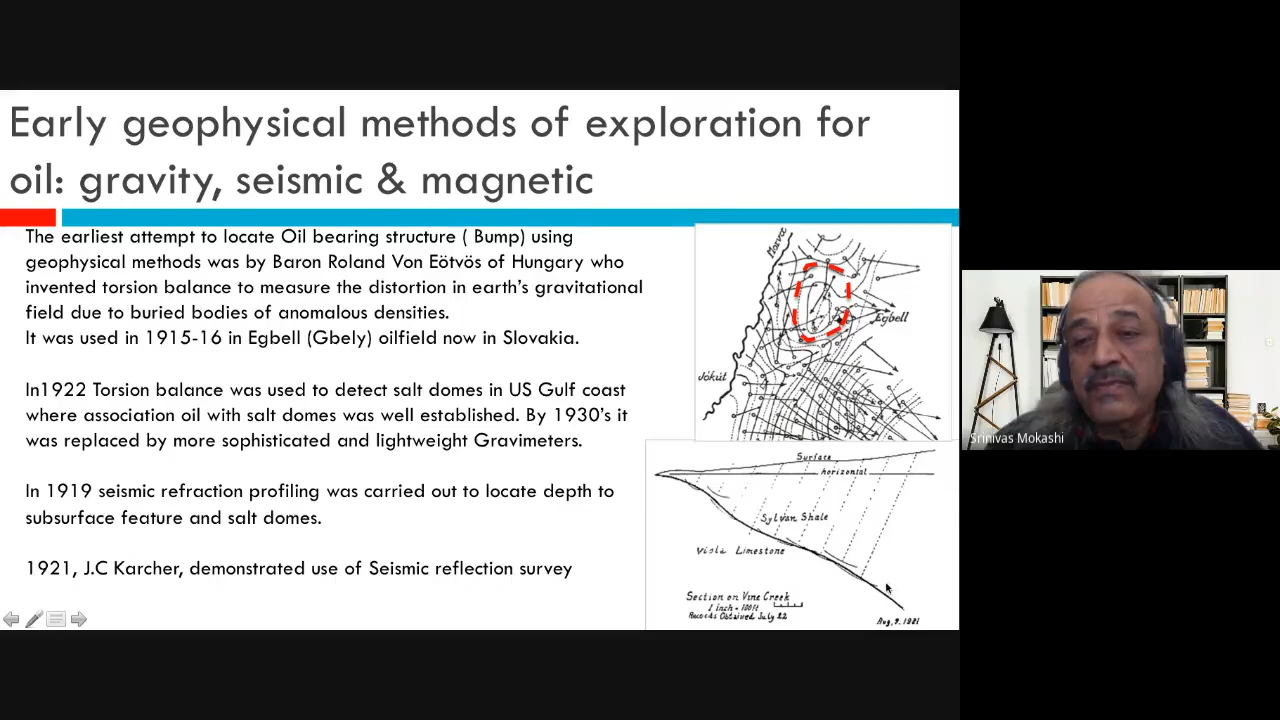 Early geophysical methods of exploration for
oil: gravity, seismic & magnetic
The earliest attempt to locate Oil bearing structure ( Bump) using
geophysical methods was by Baron Roland Von Eötvös of Hungary who
invented torsion balance to measure the distortion in earth's gravitational
field due to buried bodies of anomalous densities.
It was used in 1915-16 in Egbell (Gbely) oilfield now in Slovakia.
In1922 Torsion balance was used to detect salt domes in US Gulf coast
where association oil with salt domes was well established. By 1930's it
was replaced by more sophisticated and lightweight Gravimeters.
In 1919 seismic refraction profiling was carried out to locate depth to
subsurface feature and salt domes.
1921, J.C Karcher, demonstrated use of Seismic reflection survey
Morva
Egbell
Jókút
Surface
horizontal
Sylvan Shale
Viola Limestone
Section on Vine Creek
1 inch = 100ft
Records Obtained July 22
Aug, 9. 1921
Srinivas Mokashi